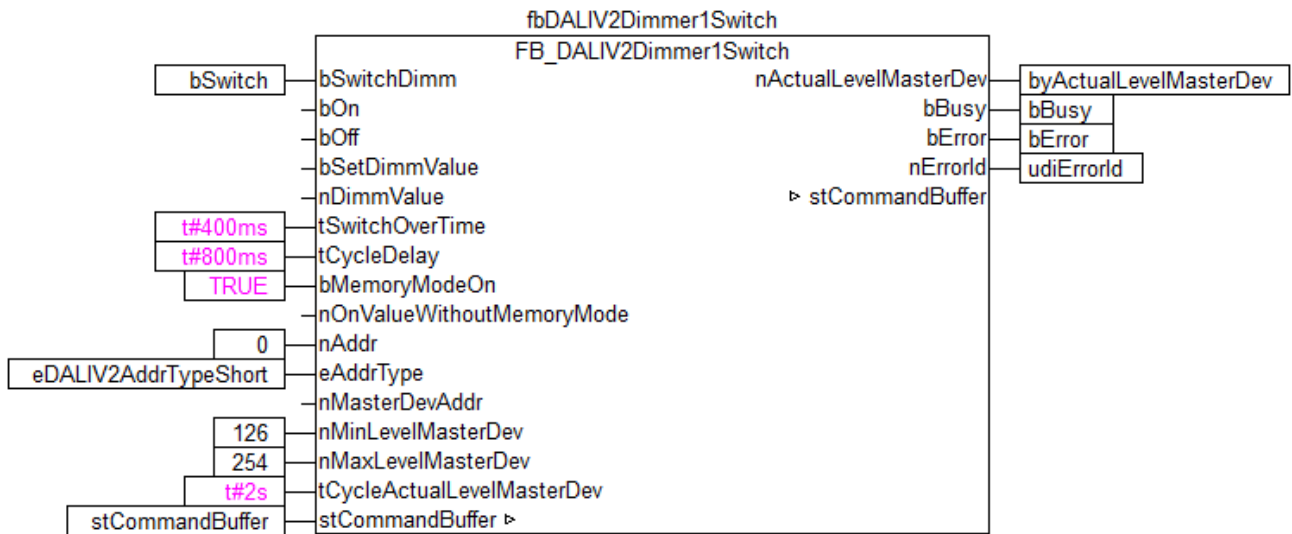 fbDALIV2Dimmer1Switch
FB_DALIV2Dimmer1Switch
bSwitch bSwitchDimm nActualLevelMasterDev byActualLevelMasterDev
bOn bBusy bBusy
bOff bError bError
bSetDimmValue nErrorId udiErrorId
nDimmValue ▹ stCommandBuffer
t#400ms tSwitchOverTime
t#800ms tCycleDelay
TRUE bMemoryModeOn
nOnValueWithoutMemoryMode
0 nAddr
eDALIV2AddrTypeShort eAddrType
nMasterDevAddr
126 nMinLevelMasterDev
254 nMaxLevelMasterDev
t#2s tCycleActualLevelMasterDev
stCommandBuffer stCommandBuffer ▹